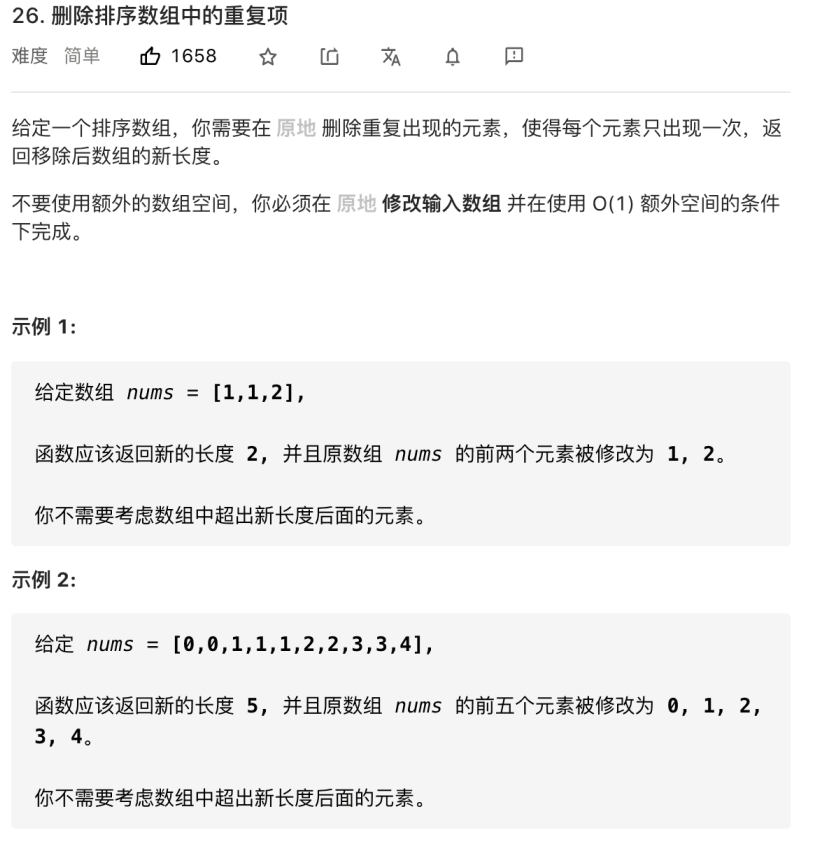 26. 删除排序数组中的重复项
难度 简单 1658
给定一个排序数组，你需要在 原地 删除重复出现的元素，使得每个元素只出现一次，返
回移除后数组的新长度。
不要使用额外的数组空间，你必须在 原地 修改输入数组 并在使用 O(1) 额外空间的条件
下完成。
示例 1:
给定数组 nums = [1,1,2],
函数应该返回新的长度 2, 并且原数组 nums 的前两个元素被修改为 1, 2。
你不需要考虑数组中超出新长度后面的元素。
示例 2:
给定 nums = [0,0,1,1,1,2,2,3,3,4],
函数应该返回新的长度 5, 并且原数组 nums 的前五个元素被修改为 0, 1, 2,
3, 4。
你不需要考虑数组中超出新长度后面的元素。